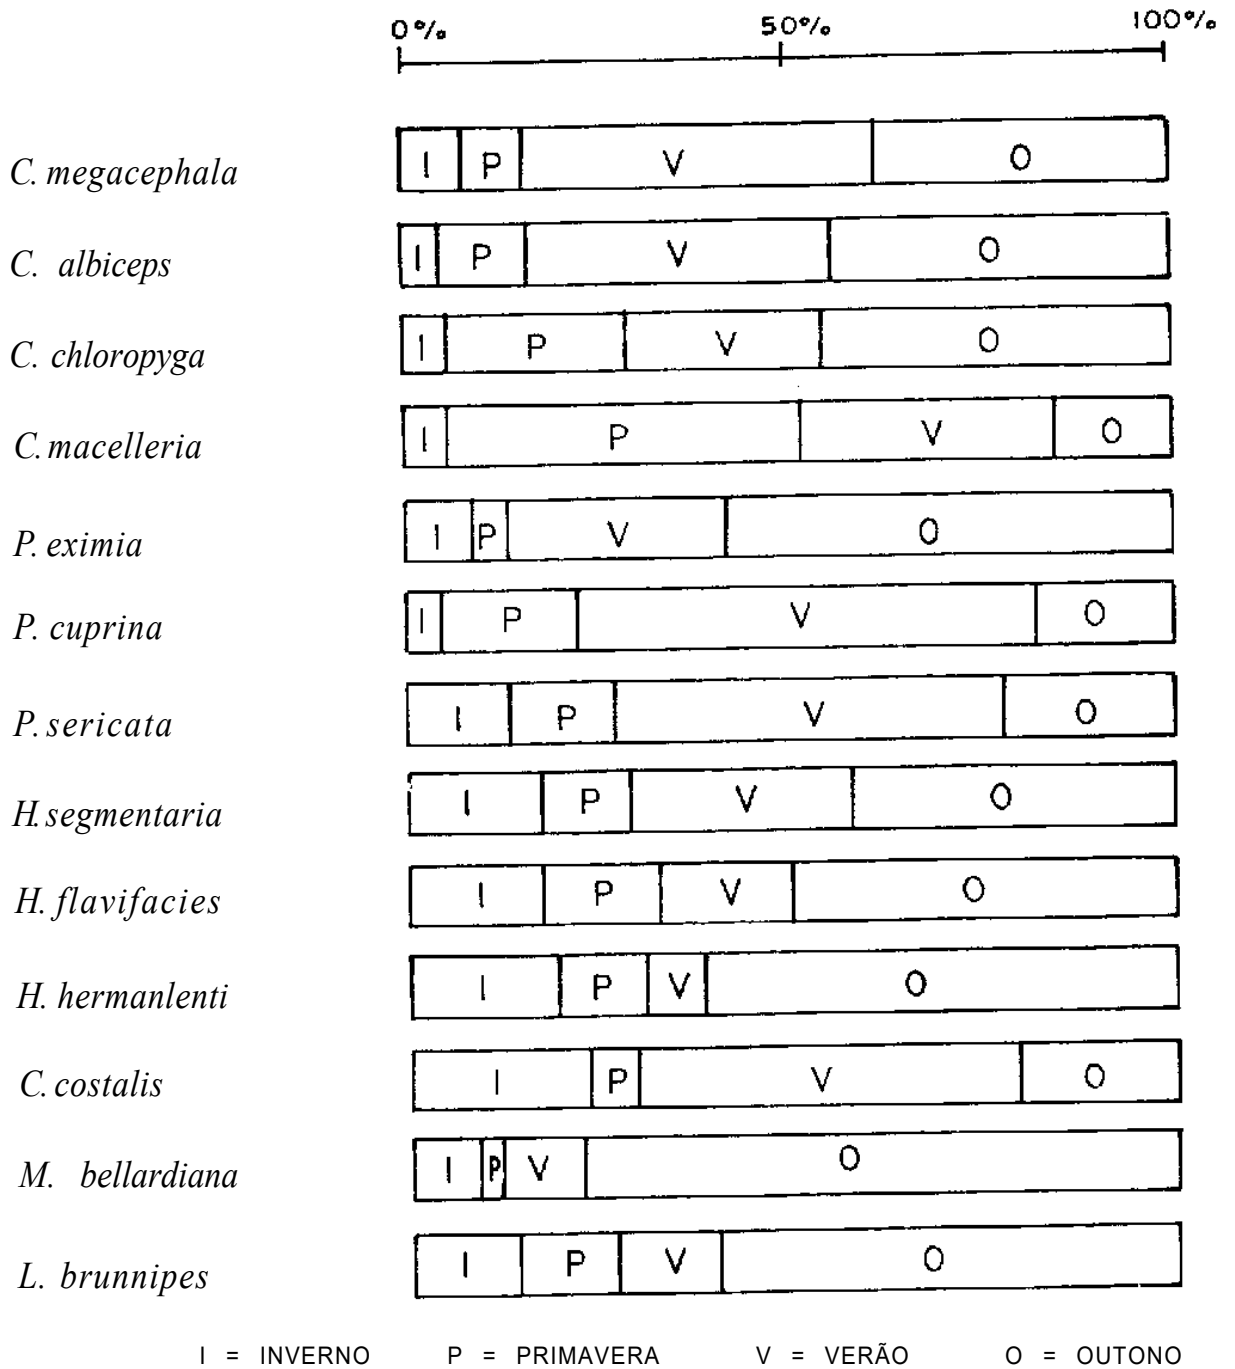 0% 50% 100%
C. megacephala I P V O
C. albiceps I P V O
C. chloropyga I P V O
C. macelleria I P V O
P. eximia I P V O
P. cuprina I P V O
P. sericata I P V O
H. segmentaria I P V O
H. flavifacies I P V O
H. hermanlenti I P V O
C. costalis I P V O
M. bellardiana I P V O
L. brunnipes I P V O
I = INVERNO P = PRIMAVERA V = VERÃO O = OUTONO